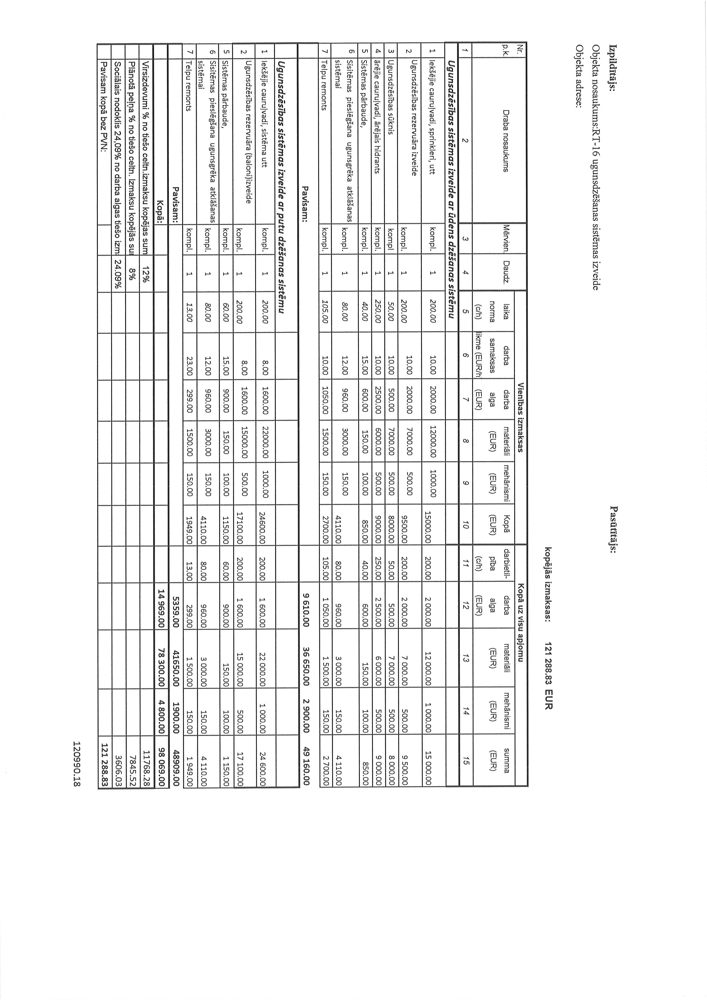 Izpildītājs: Pasūtītājs:
Objekta nosaukums:RT-16 ugunsdzēšanas sistēmas izveide
Objekta adrese:
kopējās izmaksas: 121 288.83 EUR
Nr. p.k. Draba nosaukums Mērvien. Daudz. Vienības izmaksas Kopā uz visu apjomu
laika norma (c/h) darba samaksas likme (EUR/h darba alga (EUR) materiāli (EUR) mehānismi (EUR) Kopā (EUR) darbietil-pība (c/h) darba alga (EUR) materiāli (EUR) mehānismi (EUR) summa (EUR)
1 2 3 4 5 6 7 8 9 10 11 12 13 14 15
Ugunsdzēsības sistēmas izveide ar ūdens dzēšanas sistēmu
1 Iekšējie cauruļvadi, sprinkleri, utt kompl. 1 200.00 10.00 2000.00 12000.00 1000.00 15000.00 200.00 2 000.00 12 000.00 1 000.00 15 000.00
2 Ugunsdzēsības rezervuāra izveide kompl. 1 200.00 10.00 2000.00 7000.00 500.00 9500.00 200.00 2 000.00 7 000.00 500.00 9 500.00
3 Ugunsdzēsības sūknis kompl 1 50.00 10.00 500.00 7000.00 500.00 8000.00 50.00 500.00 7 000.00 500.00 8 000.00
4 ārējie cauruļvadi, ārējais hidrants kompl. 1 250.00 10.00 2500.00 6000.00 500.00 9000.00 250.00 2 500.00 6 000.00 500.00 9 000.00
5 Sistēmas pārbaude, kompl. 1 40.00 15.00 600.00 150.00 100.00 850.00 40.00 600.00 150.00 100.00 850.00
6 Sisitēmas pieslēgšana ugunsgrēka atklāšanas sistēmai kompl. 1 80.00 12.00 960.00 3000.00 150.00 4110.00 80.00 960.00 3 000.00 150.00 4 110.00
7 Telpu remonts kompl. 1 105.00 10.00 1050.00 1500.00 150.00 2700.00 105.00 1 050.00 1 500.00 150.00 2 700.00
Pavisam: 9 610.00 36 650.00 2 900.00 49 160.00
Ugunsdzēsības sistēmas izveide ar putu dzēšanas sistēmu
1 Iekšējie cauruļvadi, sistēma utt kompl. 1 200.00 8.00 1600.00 22000.00 1000.00 24600.00 200.00 1 600.00 22 000.00 1 000.00 24 600.00
2 Ugunsdzēsības rezervuāra (baloni)izveide kompl. 1 200.00 8.00 1600.00 15000.00 500.00 17100.00 200.00 1 600.00 15 000.00 500.00 17 100.00
5 Sistēmas pārbaude, kompl. 1 60.00 15.00 900.00 150.00 100.00 1150.00 60.00 900.00 150.00 100.00 1 150.00
6 Sisitēmas pieslēgšana ugunsgrēka atklāšanas sistēmai kompl. 1 80.00 12.00 960.00 3000.00 150.00 4110.00 80.00 960.00 3 000.00 150.00 4 110.00
7 Telpu remonts kompl. 1 13.00 23.00 299.00 1500.00 150.00 1949.00 13.00 299.00 1 500.00 150.00 1 949.00
Pavisam: 5359.00 41650.00 1900.00 48909.00
Kopā: 14 969.00 78 300.00 4 800.00 98 069.00
Virsizdevumi % no tiešo celtn.izmaksu kopējas sum 12% 11768.28
Plānotā peļņa % no tiešo celtn. Izmaksu kopējās su 8% 7845.52
Sociālais nodoklis 24,09% no darba algas tiešo izm 24.09% 3606.03
Pavisam kopā bez PVN: 121 288.83
120990.18